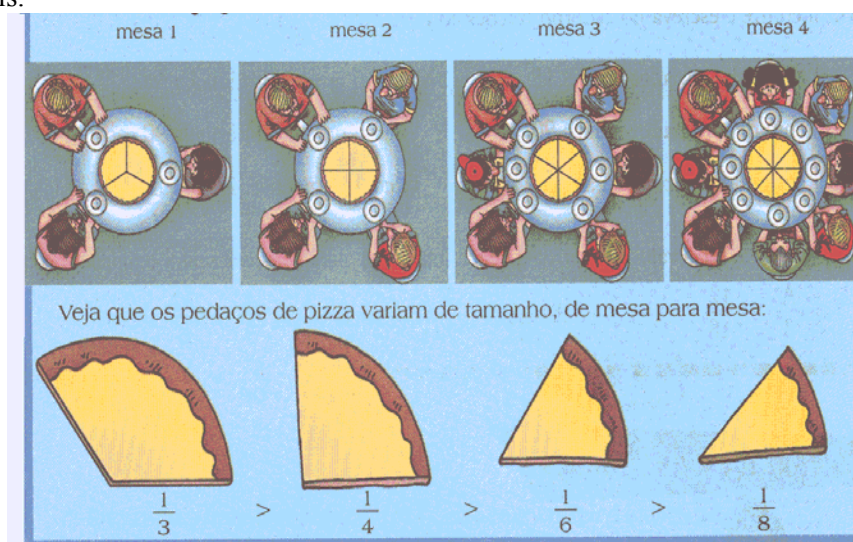 is.
mesa 1 mesa 2 mesa 3 mesa 4
Veja que os pedaços de pizza variam de tamanho, de mesa para mesa:
1/3 > 1/4 > 1/6 > 1/8